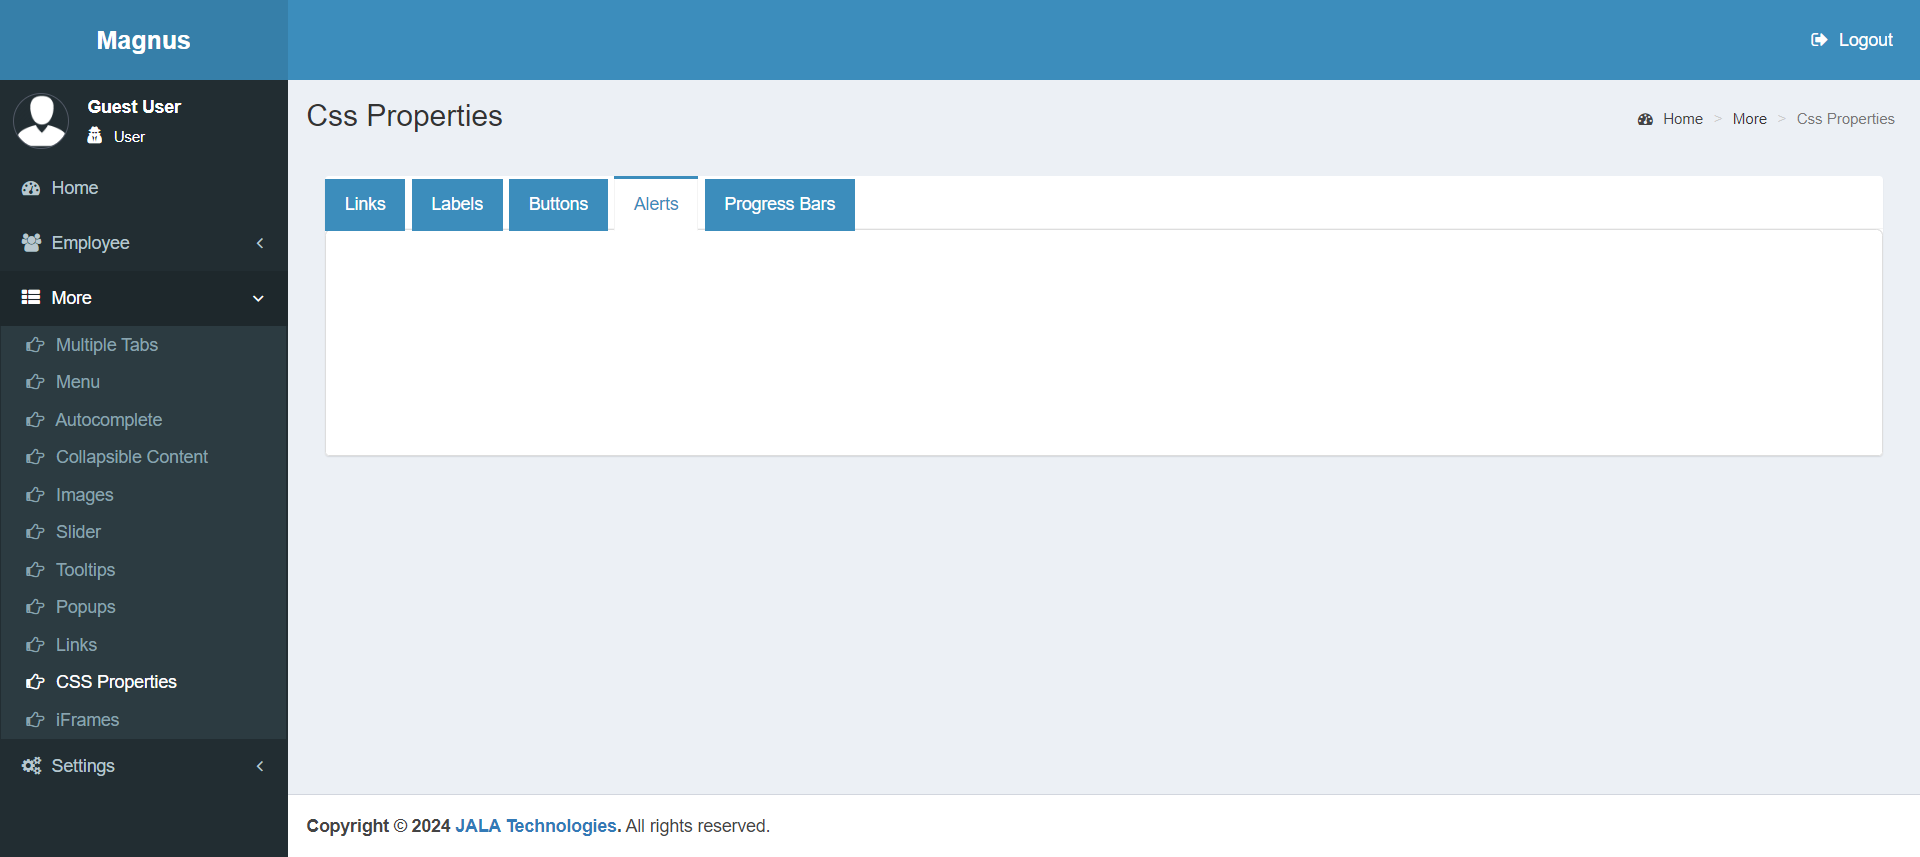 Magnus
Logout
Guest User
User
Home
Employee
More
Multiple Tabs
Menu
Autocomplete
Collapsible Content
Images
Slider
Tooltips
Popups
Links
CSS Properties
iFrames
Settings
Css Properties
Home > More > Css Properties
Links Labels Buttons Alerts Progress Bars
Copyright © 2024 JALA Technologies. All rights reserved.